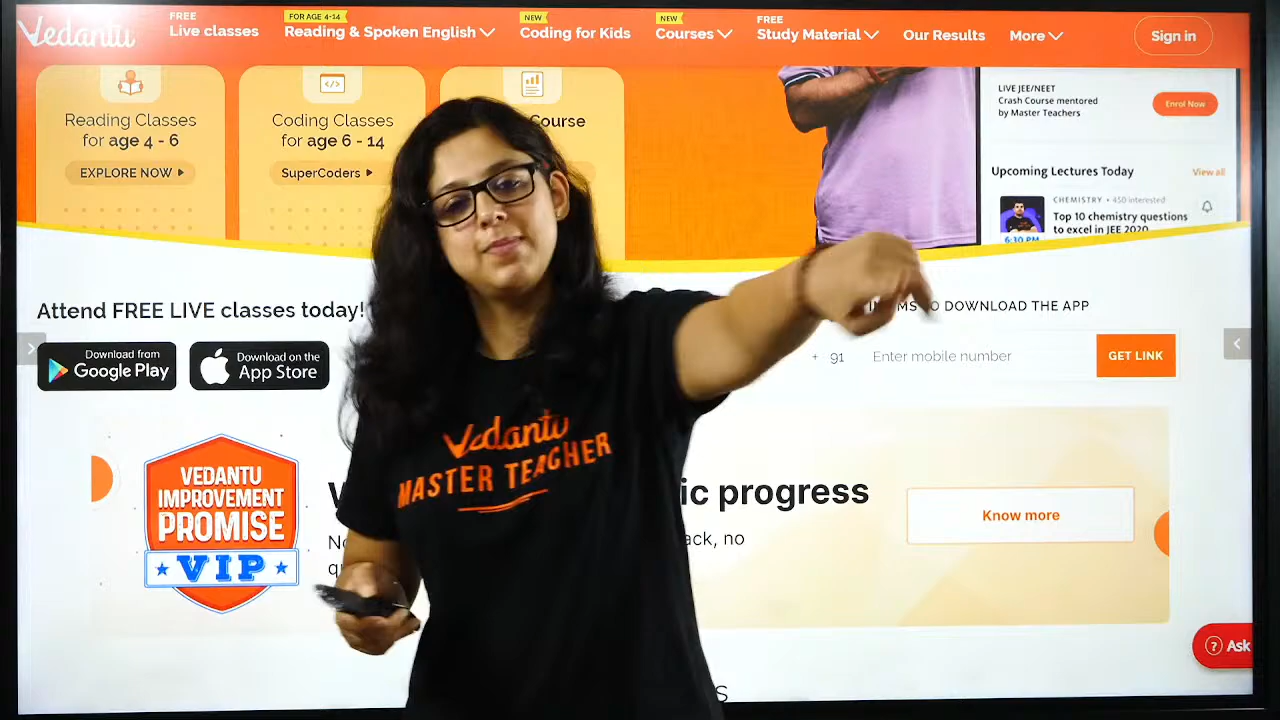 Vedantu
FREE
Live classes
FOR AGE 4-14
Reading & Spoken English
NEW
Coding for Kids
NEW
Courses
FREE
Study Material
Our Results
More
Sign in
Reading Classes
for age 4 - 6
EXPLORE NOW
Coding Classes
for age 6 - 14
SuperCoders
Course
LIVE JEE/NEET
Crash Course mentored
by Master Teachers
Enrol Now
Upcoming Lectures Today
View all
CHEMISTRY • 450 interested
Top 10 chemistry questions
to excel in JEE 2020
6:30 PM
Attend FREE LIVE classes today!
Download from
Google Play
Download on the
App Store
DOWNLOAD THE APP
+ 91
Enter mobile number
GET LINK
VEDANTU
IMPROVEMENT
PROMISE
VIP
ic progress
ack, no
Know more
Vedantu
MASTER TEACHER
? Ask